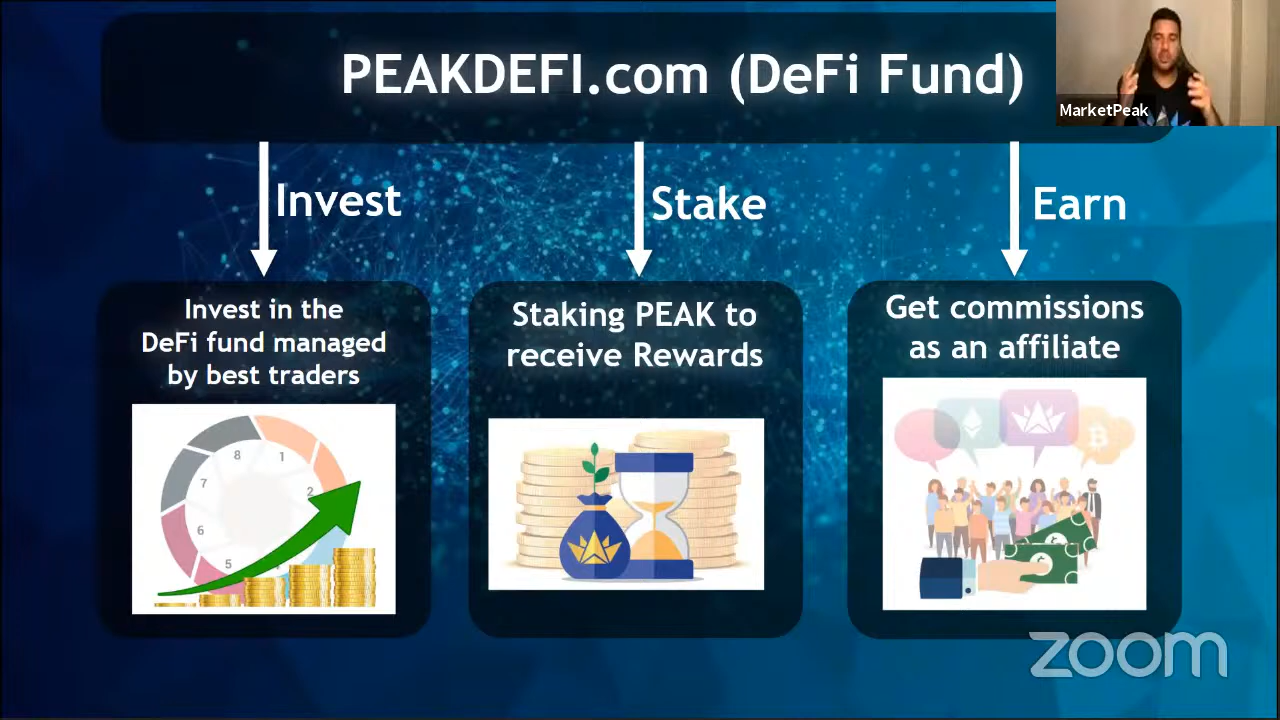 PEAKDEFI.com (DeFi Fund)
MarketPeak
Invest
Stake
Earn
Invest in the
DeFi fund managed
by best traders
Staking PEAK to
receive Rewards
Get commissions
as an affiliate
8
1
7
2
6
5
zoom